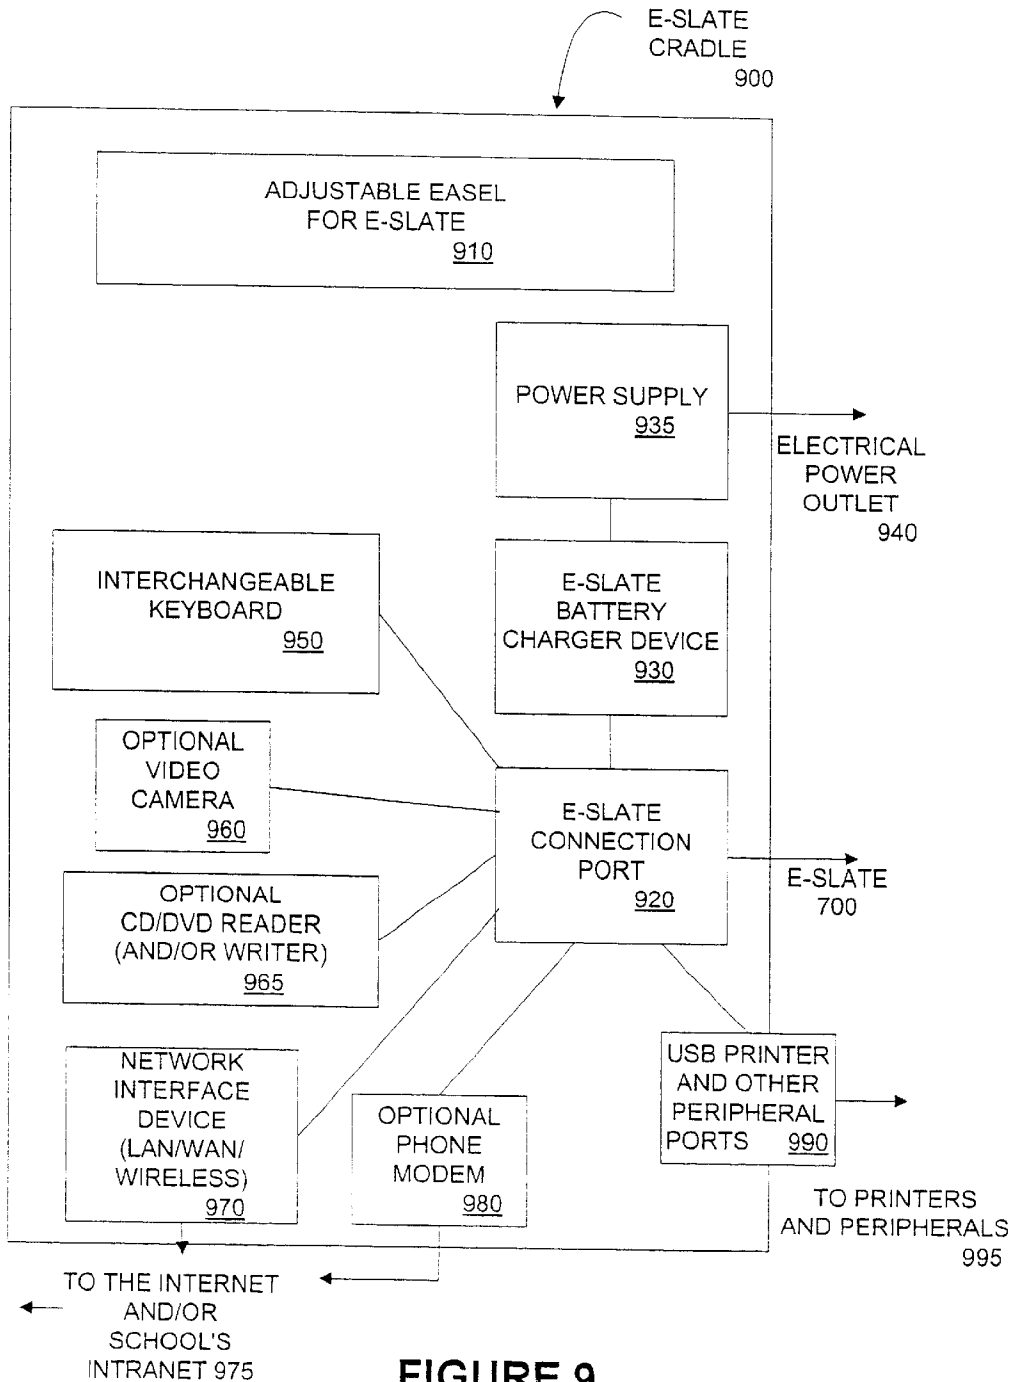 E-SLATE
CRADLE
900
ADJUSTABLE EASEL
FOR E-SLATE
910
POWER SUPPLY
935
ELECTRICAL
POWER
OUTLET
940
INTERCHANGEABLE
KEYBOARD
950
E-SLATE
BATTERY
CHARGER DEVICE
930
OPTIONAL
VIDEO
CAMERA
960
E-SLATE
CONNECTION
PORT
920
E-SLATE
700
OPTIONAL
CD/DVD READER
(AND/OR WRITER)
965
NETWORK
INTERFACE
DEVICE
(LAN/WAN/
WIRELESS)
970
OPTIONAL
PHONE
MODEM
980
USB PRINTER
AND OTHER
PERIPHERAL
PORTS 990
TO PRINTERS
AND PERIPHERALS
995
TO THE INTERNET
AND/OR
SCHOOL'S
INTRANET 975
FIGURE 9